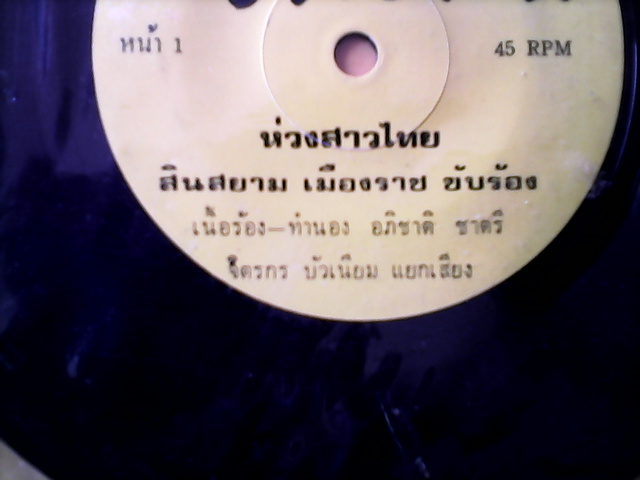 หน้า 1
45 RPM
ห่วงสาวไทย
สินสยาม เมืองราช ขับร้อง
เนื้อร้อง–ทำนอง อภิชาติ ชาตรี
จิตรกร บัวเนียม แยกเสียง